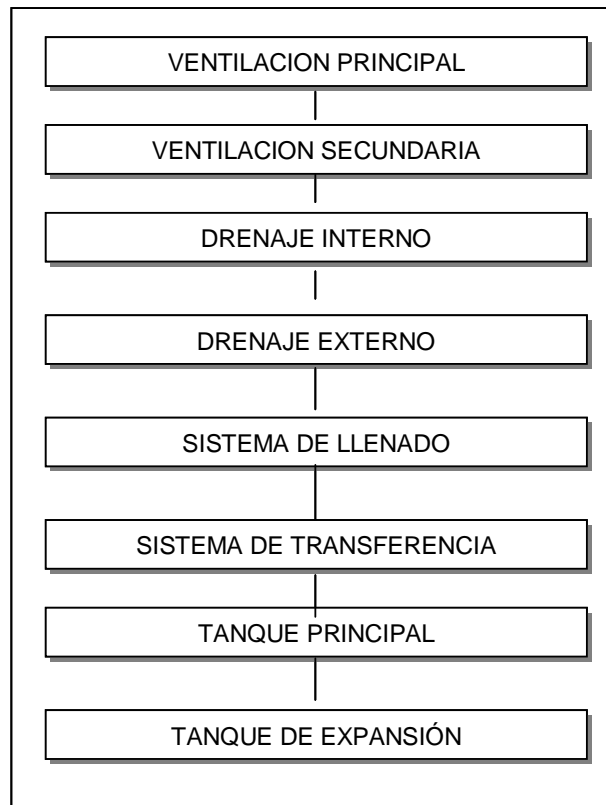 VENTILACION PRINCIPAL
VENTILACION SECUNDARIA
DRENAJE INTERNO
DRENAJE EXTERNO
SISTEMA DE LLENADO
SISTEMA DE TRANSFERENCIA
TANQUE PRINCIPAL
TANQUE DE EXPANSIÓN